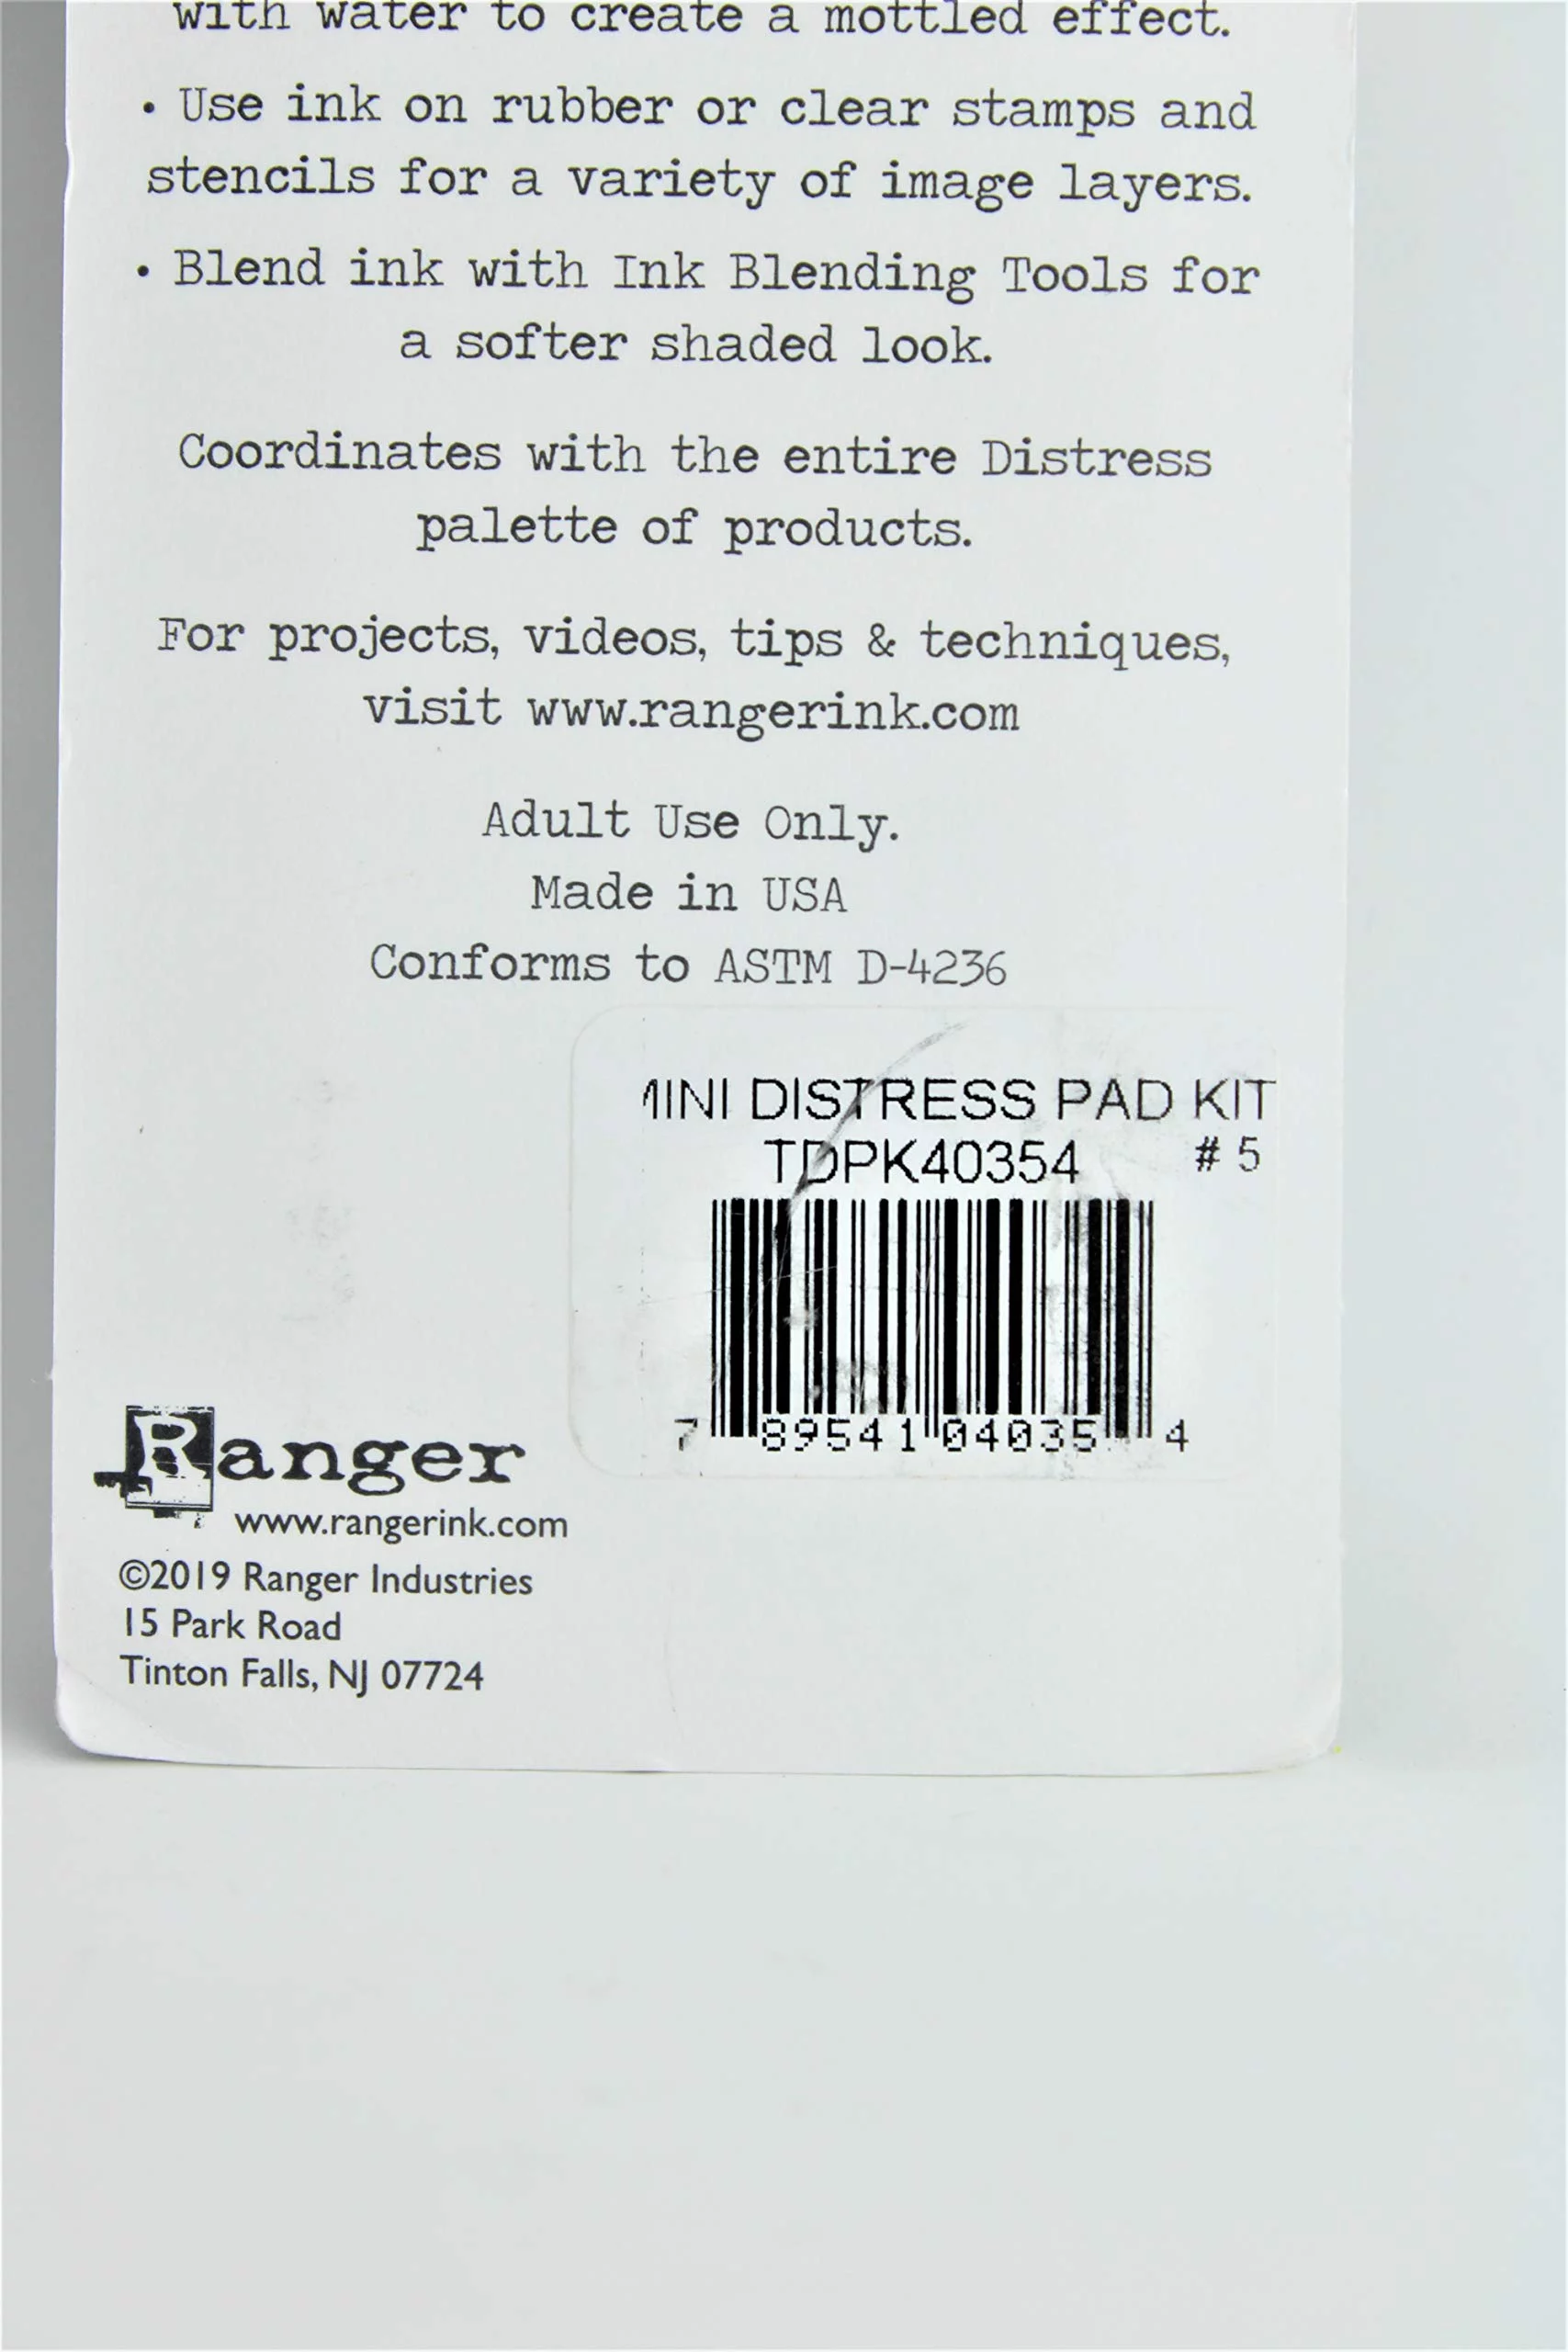 with water to create a mottled effect.
• Use ink on rubber or clear stamps and
stencils for a variety of image layers.
• Blend ink with Ink Blending Tools for
a softer shaded look.
Coordinates with the entire Distress
palette of products.
For projects, videos, tips & techniques,
visit www.rangerink.com
Adult Use Only.
Made in USA
Conforms to ASTM D-4236
MINI DISTRESS PAD KIT
TDPK40354 # 5
7 89541 04035 4
Ranger
www.rangerink.com
©2019 Ranger Industries
15 Park Road
Tinton Falls, NJ 07724